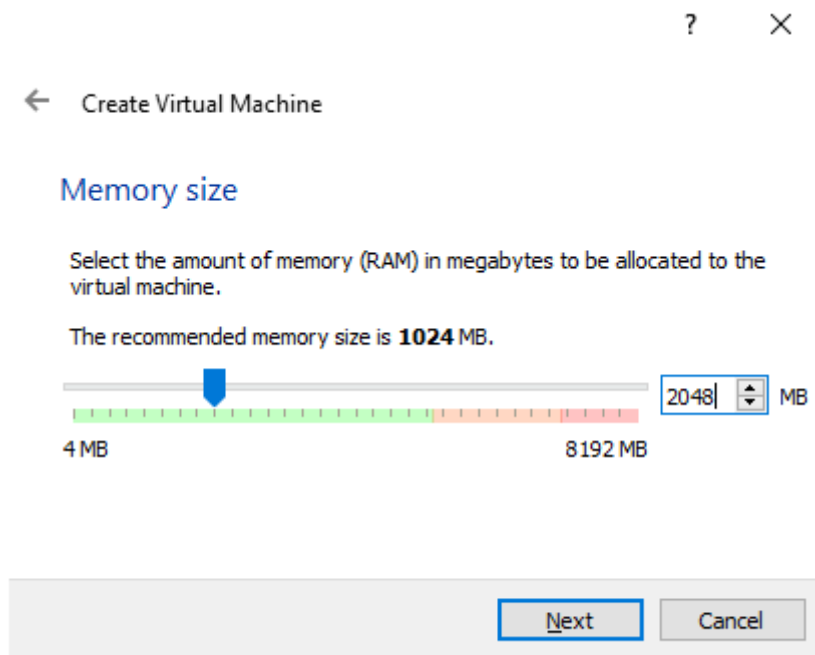 ?
Create Virtual Machine
Memory size
Select the amount of memory (RAM) in megabytes to be allocated to the
virtual machine.
The recommended memory size is 1024 MB.
2048 MB
4 MB 8192 MB
Next Cancel